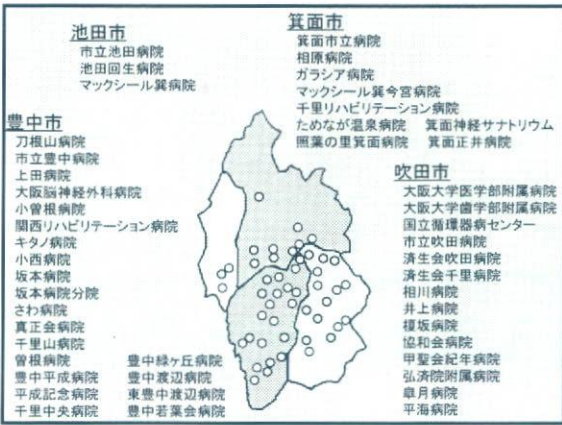 池田市
市立池田病院
池田回生病院
マックシール巽病院
箕面市
箕面市立病院
相原病院
ガラシア病院
マックシール巽今宮病院
千里リハビリテーション病院
ためなが温泉病院 箕面神経サナトリウム
照葉の里箕面病院 箕面正井病院
豊中市
刀根山病院
市立豊中病院
上田病院
大阪脳神経外科病院
小曽根病院
関西リハビリテーション病院
キタノ病院
小西病院
坂本病院
坂本病院分院
さわ病院
真正会病院
千里山病院
曽根病院 豊中緑ヶ丘病院
豊中平成病院 豊中渡辺病院
平成記念病院 東豊中渡辺病院
千里中央病院 豊中若葉会病院
吹田市
大阪大学医学部附属病院
大阪大学歯学部附属病院
国立循環器病センター
市立吹田病院
済生会吹田病院
済生会千里病院
相川病院
井上病院
榎坂病院
協和会病院
甲聖会紀年病院
弘済院附属病院
皐月病院
平海病院